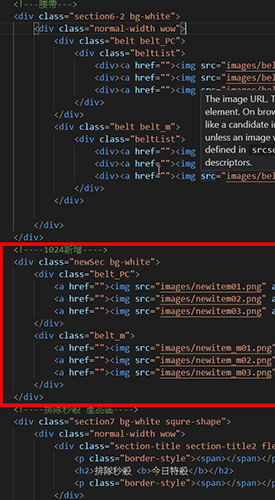 <!---腰帶--->
<div class="section6-2 bg-white">
<div class="normal-width wow">
<div class="belt belt_PC">
<div class="beltList">
<div><a href=""><img src="images/bel
<div><a href=""><img src="images/bel
<div><a href=""><img
</div>
</div>
<div class="belt belt_m">
<div class="beltList">
<div><a href=""><img
<div><a href=""><img
<div><a href=""><img src="images/bel
</div>
</div>
</div>
</div>
The image URL. T
element. On brow
like a candidate in
unless an image w
defined in srcse
descriptors.
<!----1024新增---->
<div class="newSec bg-white">
<div class="belt_PC">
<a href=""><img src="images/newitem01.png" a
<a href=""><img src="images/newitem02.png" a
<a href=""><img src="images/newitem03.png" a
</div>
<div class="belt_m">
<a href=""><img src="images/newitem_m01.png"
<a href=""><img src="images/newitem_m02.png"
<a href=""><img src="images/newitem_m03.png"
</div>
</div>
<!----排隊秒殺 產品區---->
<div class="section7 bg-white squre-shape">
<div class="normal-width wow">
<div class="section-title section-title2 fle
<p class="border-style"><span></span></p
<h2>排隊秒殺 <b>今日特殺</b></h2>
<p class="border-style"><span></span></p